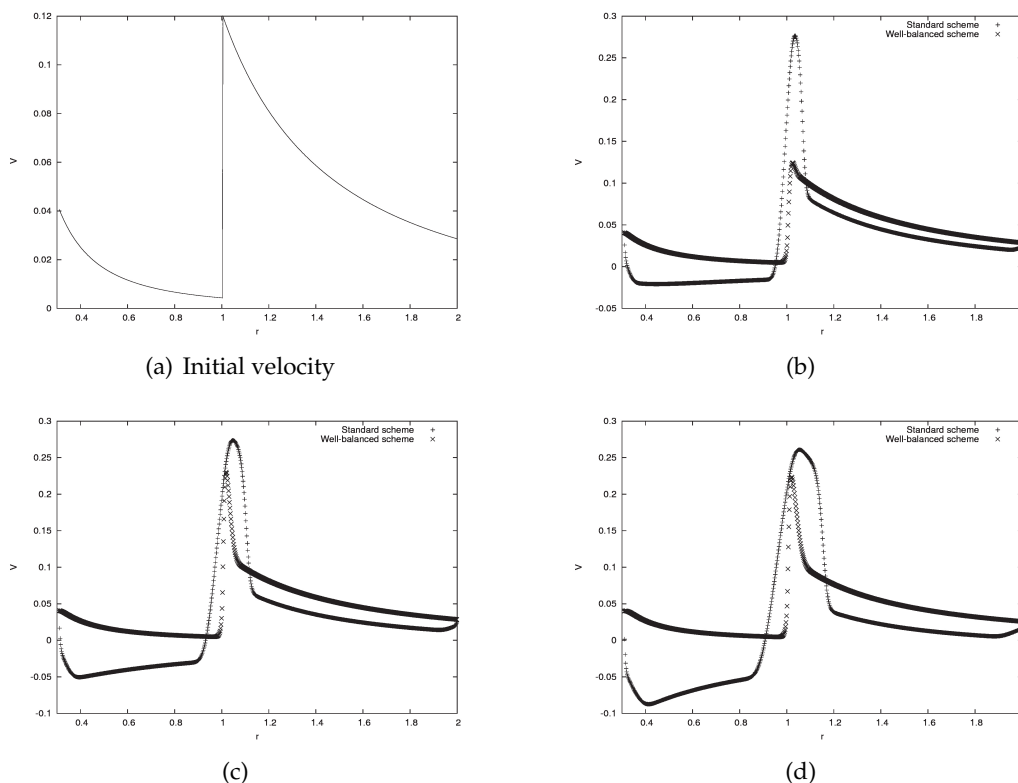 0.12
0.1
0.08
0.06
0.04
0.02
0
V
0.4 0.6 0.8 1 1.2 1.4 1.6 1.8 2
r
(a) Initial velocity
0.3
0.25
0.2
0.15
0.1
0.05
0
-0.05
V
Standard scheme +
Well-balanced scheme ×
0.4 0.6 0.8 1 1.2 1.4 1.6 1.8
r
(b)
0.3
0.25
0.2
0.15
0.1
0.05
0
-0.05
-0.1
V
Standard scheme +
Well-balanced scheme ×
0.4 0.6 0.8 1 1.2 1.4 1.6 1.8 2
r
(c)
0.3
0.25
0.2
0.15
0.1
0.05
0
-0.05
-0.1
V
Standard scheme +
Well-balanced scheme ×
0.4 0.6 0.8 1 1.2 1.4 1.6 1.8
r
(d)